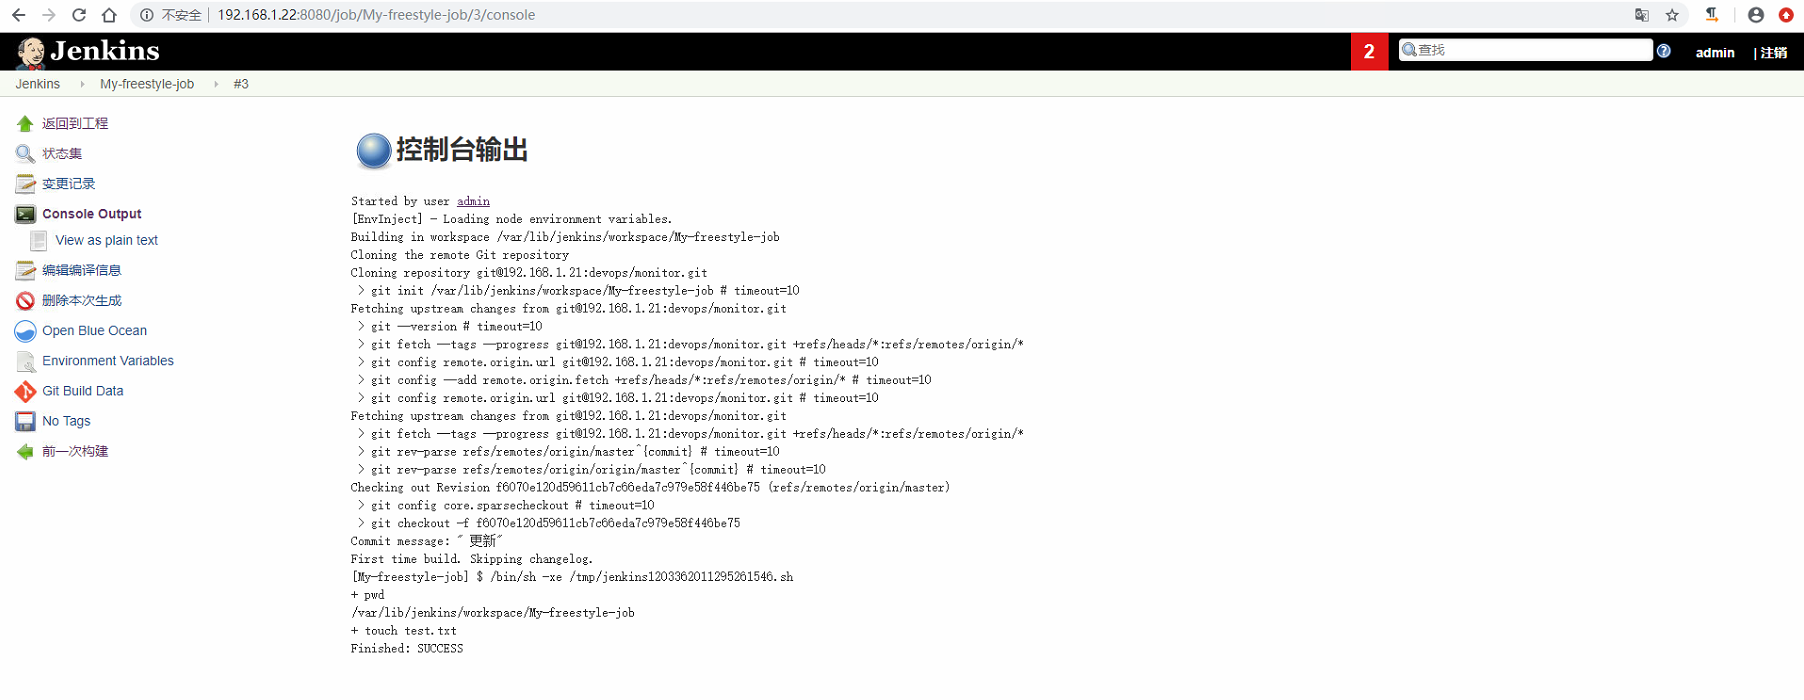 不安全 192.168.1.22:8080/job/My-freestyle-job/3/console
Jenkins 2 查找 admin | 注销
Jenkins My-freestyle-job #3
返回到工程
状态集
变更记录
Console Output
View as plain text
编辑编译信息
删除本次生成
Open Blue Ocean
Environment Variables
Git Build Data
No Tags
前一次构建
控制台输出
Started by user admin
[EnvInject] - Loading node environment variables.
Building in workspace /var/lib/jenkins/workspace/My-freestyle-job
Cloning the remote Git repository
Cloning repository git@192.168.1.21:devops/monitor.git
 > git init /var/lib/jenkins/workspace/My-freestyle-job # timeout=10
Fetching upstream changes from git@192.168.1.21:devops/monitor.git
 > git --version # timeout=10
 > git fetch --tags --progress git@192.168.1.21:devops/monitor.git +refs/heads/*:refs/remotes/origin/*
 > git config remote.origin.url git@192.168.1.21:devops/monitor.git # timeout=10
 > git config --add remote.origin.fetch +refs/heads/*:refs/remotes/origin/* # timeout=10
 > git config remote.origin.url git@192.168.1.21:devops/monitor.git # timeout=10
Fetching upstream changes from git@192.168.1.21:devops/monitor.git
 > git fetch --tags --progress git@192.168.1.21:devops/monitor.git +refs/heads/*:refs/remotes/origin/*
 > git rev-parse refs/remotes/origin/master^{commit} # timeout=10
 > git rev-parse refs/remotes/origin/origin/master^{commit} # timeout=10
Checking out Revision f6070e120d59611cb7c66eda7c979e58f446be75 (refs/remotes/origin/master)
 > git config core.sparsecheckout # timeout=10
 > git checkout -f f6070e120d59611cb7c66eda7c979e58f446be75
Commit message: " 更新"
First time build. Skipping changelog.
[My-freestyle-job] $ /bin/sh -xe /tmp/jenkins1203362011295261546.sh
+ pwd
/var/lib/jenkins/workspace/My-freestyle-job
+ touch test.txt
Finished: SUCCESS